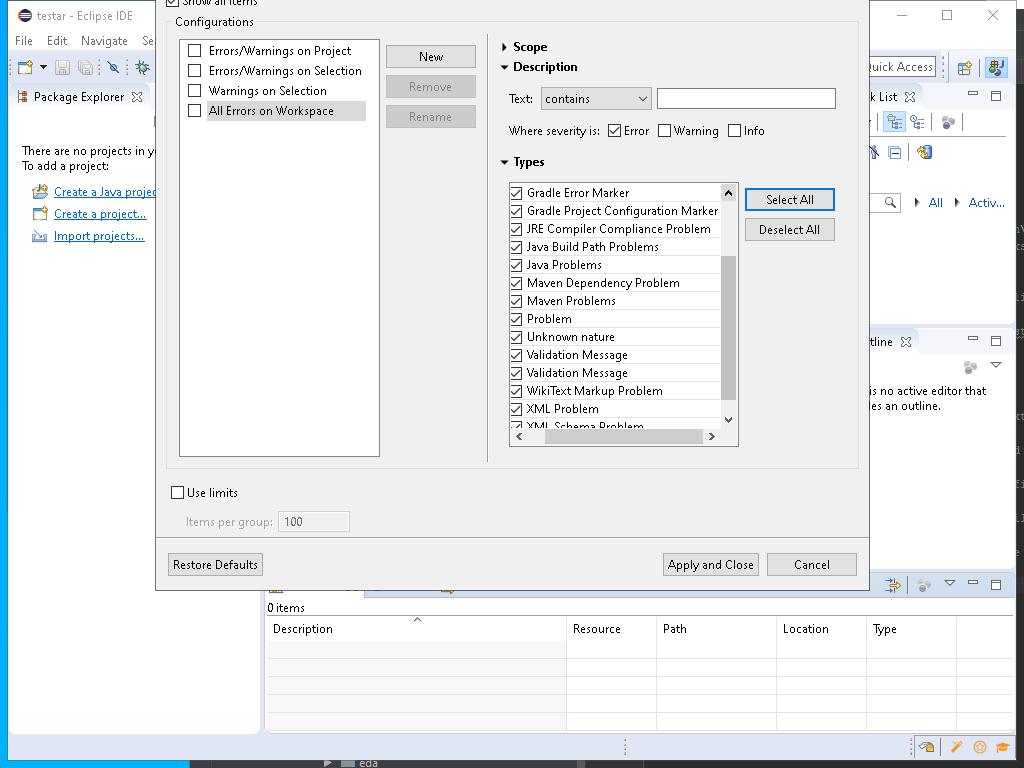 testar - Eclipse IDE
Show all items
File Edit Navigate Se
Configurations
Errors/Warnings on Project
Errors/Warnings on Selection
Warnings on Selection
All Errors on Workspace
New
Remove
Rename
Scope
Description
Text: contains
Where severity is: Error Warning Info
Types
Gradle Error Marker
Gradle Project Configuration Marker
JRE Compiler Compliance Problem
Java Build Path Problems
Java Problems
Maven Dependency Problem
Maven Problems
Problem
Unknown nature
Validation Message
Validation Message
WikiText Markup Problem
XML Problem
XML Schema Problem
Select All
Deselect All
Use limits
Items per group: 100
Restore Defaults
Apply and Close
Cancel
Package Explorer
There are no projects in y
To add a project:
Create a Java projec
Create a project...
Import projects...
Quick Access
k List
All Activ...
tline
is no active editor that
les an outline.
0 items
Description Resource Path Location Type
eda